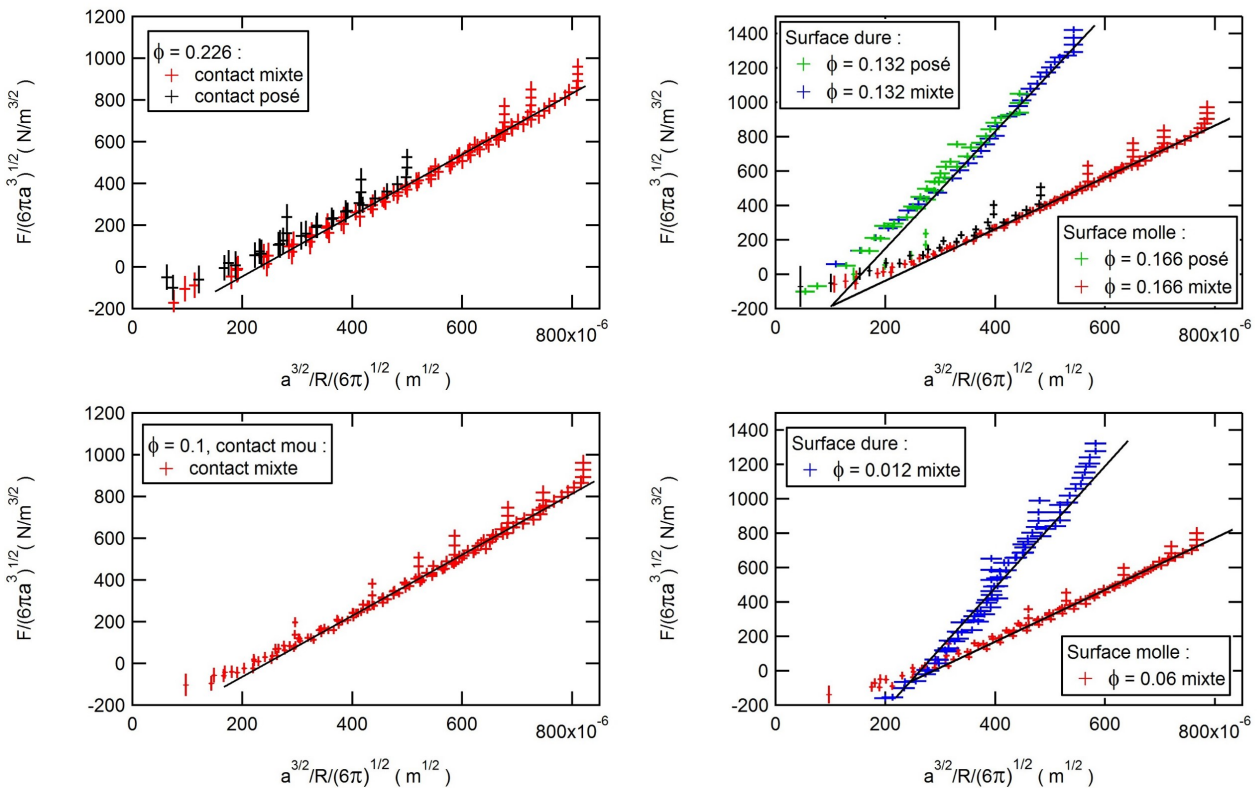 1200
1000
800
600
400
200
0
-200
F/(6πa³)^1/2 ( N/m^3/2)
ϕ = 0.226 :
contact mixte
contact posé
0
200
400
600
800x10^-6
a^3/2/R/(6π)^1/2 ( m^1/2)
1400
1200
1000
800
600
400
200
0
-200
F/(6πa³)^1/2 ( N/m^3/2)
Surface dure :
ϕ = 0.132 posé
ϕ = 0.132 mixte
Surface molle :
ϕ = 0.166 posé
ϕ = 0.166 mixte
0
200
400
600
800x10^-6
a^3/2/R/(6π)^1/2 ( m^1/2)
1200
1000
800
600
400
200
0
-200
F/(6πa³)^1/2 ( N/m^3/2)
ϕ = 0.1, contact mou :
contact mixte
0
200
400
600
800x10^-6
a^3/2/R/(6π)^1/2 ( m^1/2)
1400
1200
1000
800
600
400
200
0
-200
F/(6πa³)^1/2 ( N/m^3/2)
Surface dure :
ϕ = 0.012 mixte
Surface molle :
ϕ = 0.06 mixte
0
200
400
600
800x10^-6
a^3/2/R/(6π)^1/2 ( m^1/2)